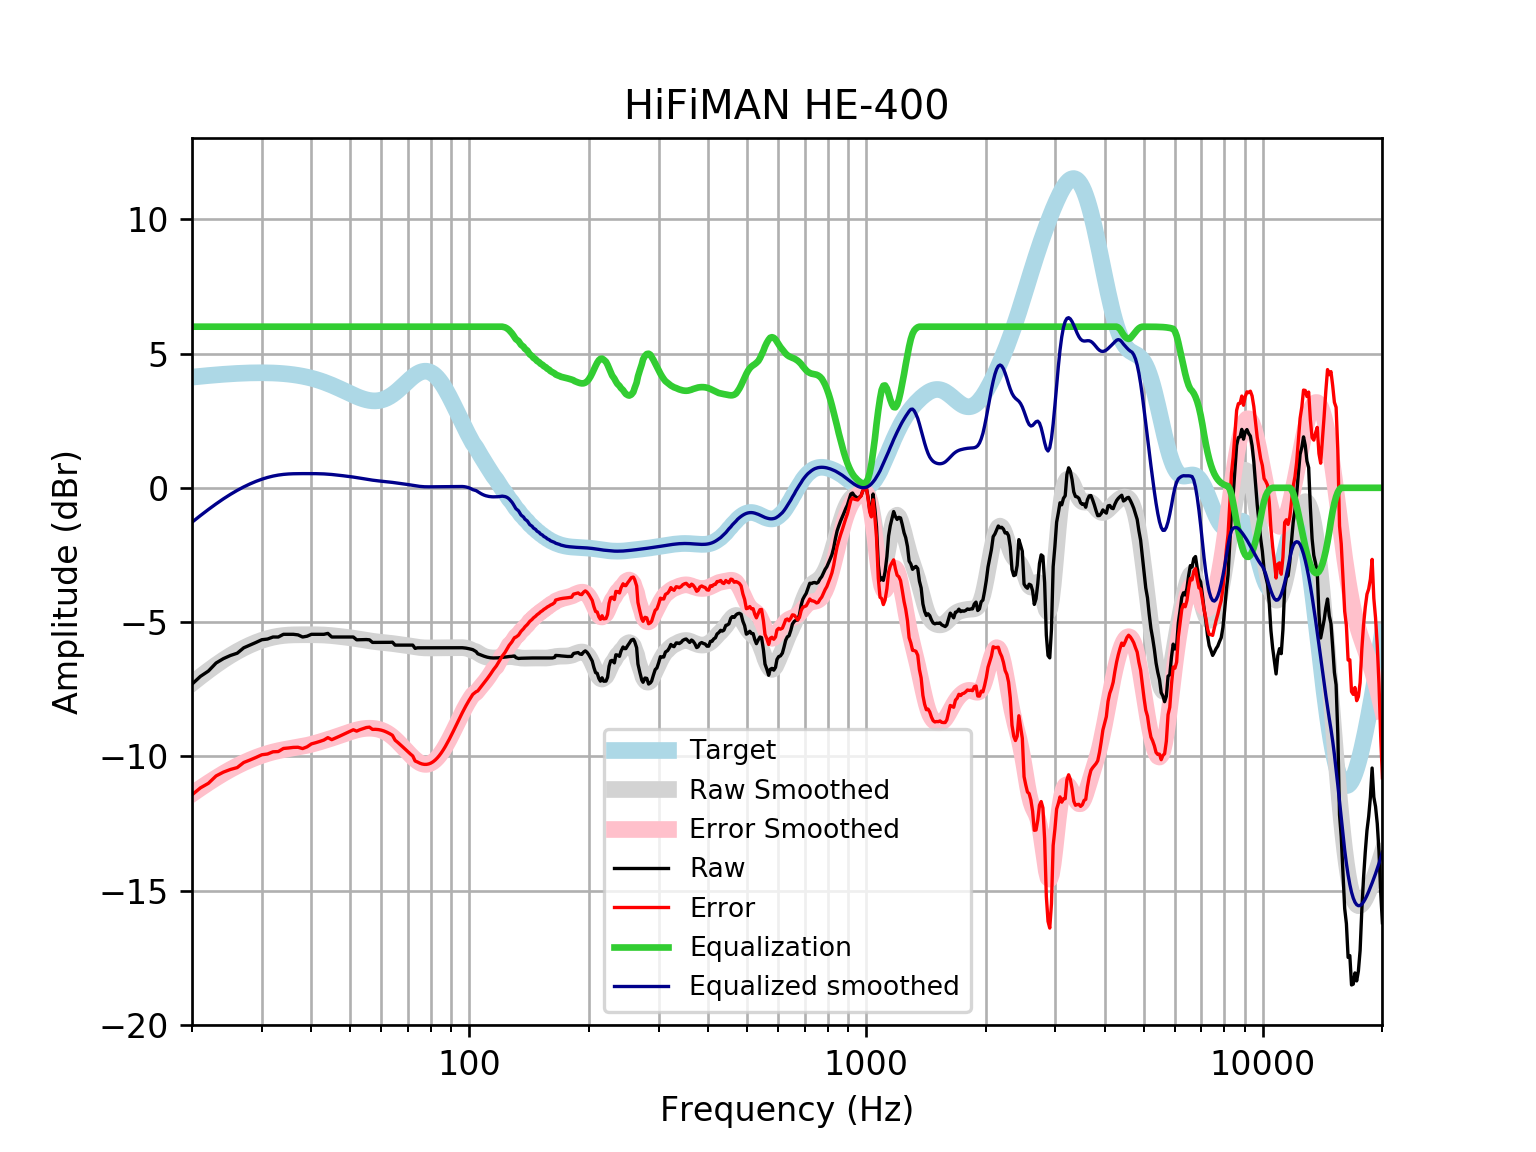 HiFiMAN HE-400
10
5
0
−5
−10
−15
−20
Amplitude (dBr)
Target
Raw Smoothed
Error Smoothed
Raw
Error
Equalization
Equalized smoothed
100
1000
10000
Frequency (Hz)